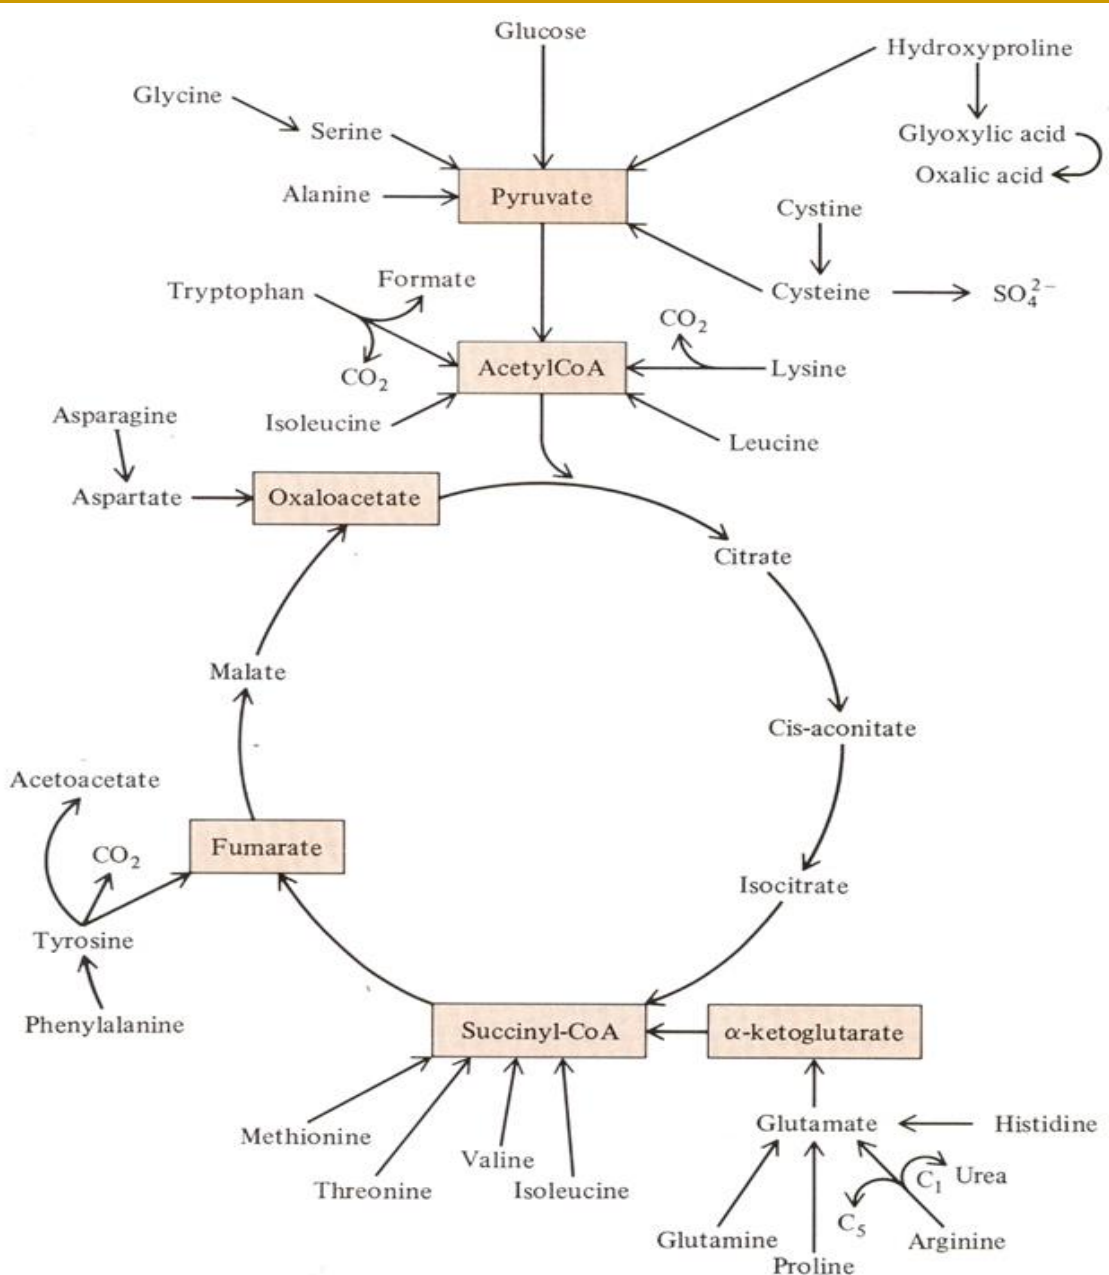 Glucose
Hydroxyproline
Glycine
Serine
Glyoxylic acid
Oxalic acid
Alanine
Pyruvate
Cystine
Tryptophan
Formate
Cysteine
SO₄²⁻
CO₂
CO₂
AcetylCoA
Lysine
Isoleucine
Leucine
Asparagine
Aspartate
Oxaloacetate
Citrate
Malate
Cis-aconitate
Acetoacetate
CO₂
Fumarate
Isocitrate
Tyrosine
Phenylalanine
Succinyl-CoA
α-ketoglutarate
Methionine
Threonine
Valine
Isoleucine
Glutamate
Histidine
C₁
Urea
C₅
Glutamine
Proline
Arginine